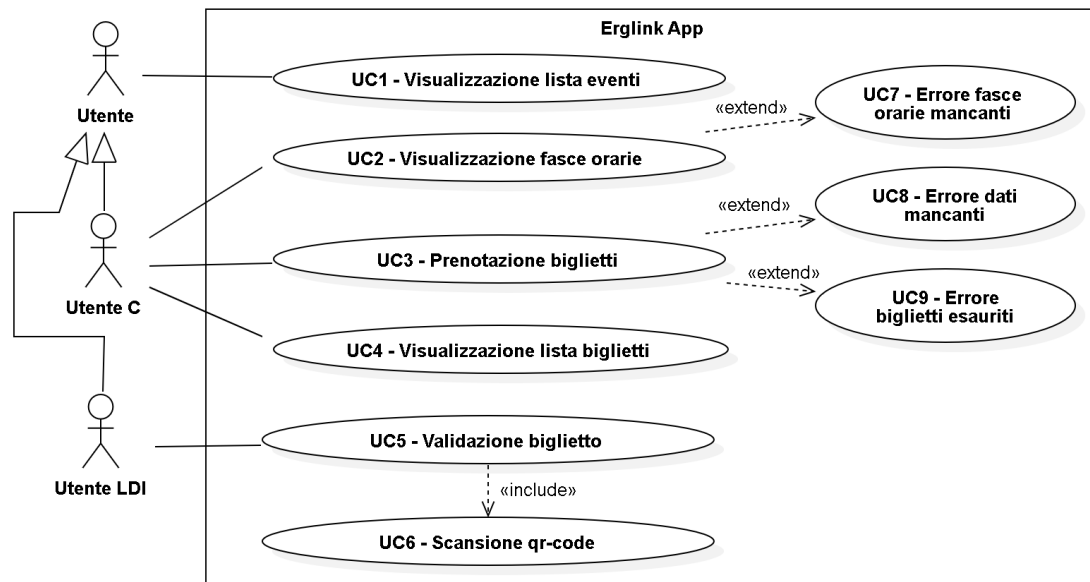 Erglink App
Utente
UC1 - Visualizzazione lista eventi
«extend»
UC7 - Errore fasce
orarie mancanti
UC2 - Visualizzazione fasce orarie
«extend»
UC8 - Errore dati
mancanti
Utente C
UC3 - Prenotazione biglietti
«extend»
UC9 - Errore
biglietti esauriti
UC4 - Visualizzazione lista biglietti
Utente LDI
UC5 - Validazione biglietto
«include»
UC6 - Scansione qr-code